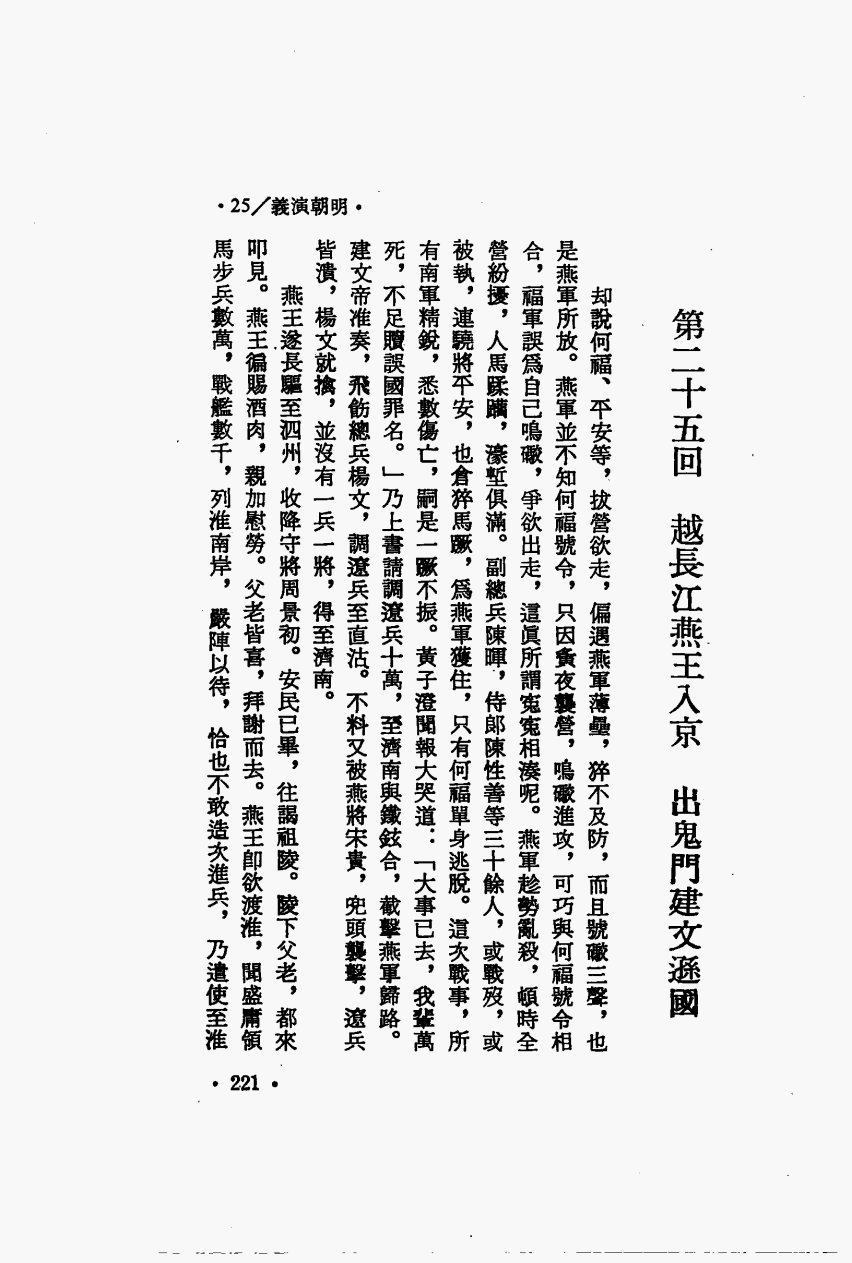 •25／義演朝明•
第二十五回　越長江燕王入京　出鬼門建文遜國
却說何福、平安等，拔營欲走，偏遇燕軍薄壘，猝不及防，而且號礮三聲，也
是燕軍所放。燕軍並不知何福號令，只因夤夜襲營，鳴礮進攻，可巧與何福號令相
合，福軍誤爲自己鳴礮，爭欲出走，這眞所謂寃寃相湊呢。燕軍趁勢亂殺，頓時全
營紛擾，人馬蹂躪，濠塹俱滿。副總兵陳暉，侍郎陳性善等三十餘人，或戰歿，或
被執，連驍將平安，也倉猝馬蹶，爲燕軍獲住，只有何福單身逃脫。這次戰事，所
有南軍精銳，悉數傷亡，嗣是一蹶不振。黃子澄聞報大哭道：「大事已去，我輩萬
死，不足贖誤國罪名。」乃上書請調遼兵十萬，至濟南與鐵鉉合，截擊燕軍歸路。
建文帝准奏，飛飭總兵楊文，調遼兵至直沽。不料又被燕將宋貴，兜頭襲擊，遼兵
皆潰，楊文就擒，並沒有一兵一將，得至濟南。
燕王遂長驅至泗州，收降守將周景初。安民已畢，往謁祖陵。陵下父老，都來
叩見。燕王徧賜酒肉，親加慰勞。父老皆喜，拜謝而去。燕王卽欲渡淮，聞盛庸領
馬步兵數萬，戰艦數千，列淮南岸，嚴陣以待，恰也不敢造次進兵，乃遣使至淮
•221•